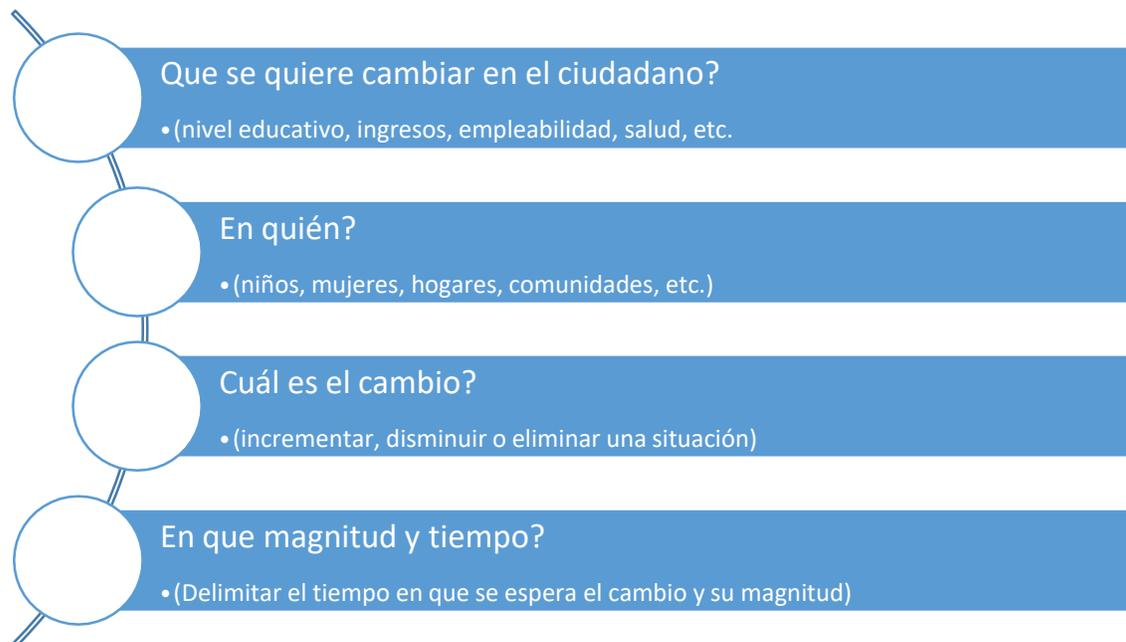 Que se quiere cambiar en el ciudadano?
•(nivel educativo, ingresos, empleabilidad, salud, etc.
En quién?
•(niños, mujeres, hogares, comunidades, etc.)
Cuál es el cambio?
•(incrementar, disminuir o eliminar una situación)
En que magnitud y tiempo?
•(Delimitar el tiempo en que se espera el cambio y su magnitud)